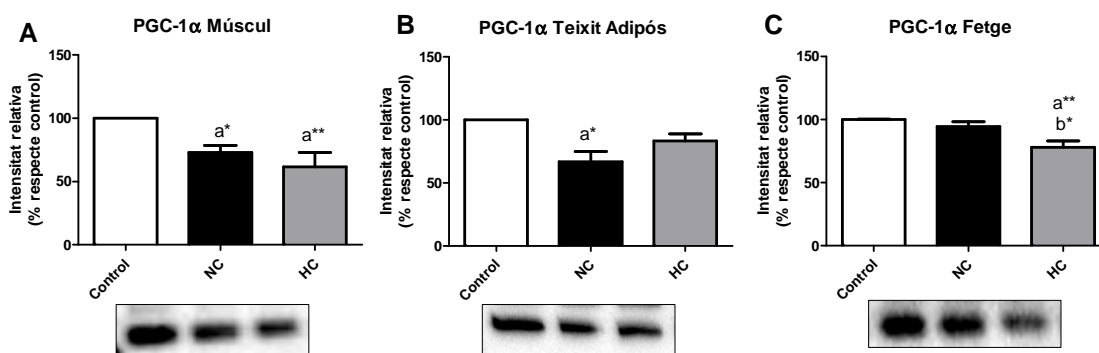 A
PGC-1α Múscul
Intensitat relativa
(% respecte control)
150
100
50
0
a*
a**
Control
NC
HC
B
PGC-1α Teixit Adipós
Intensitat relativa
(% respecte control)
150
100
50
0
a*
Control
NC
HC
C
PGC-1α Fetge
Intensitat relativa
(% respecte control)
150
100
50
0
a**
b*
Control
NC
HC